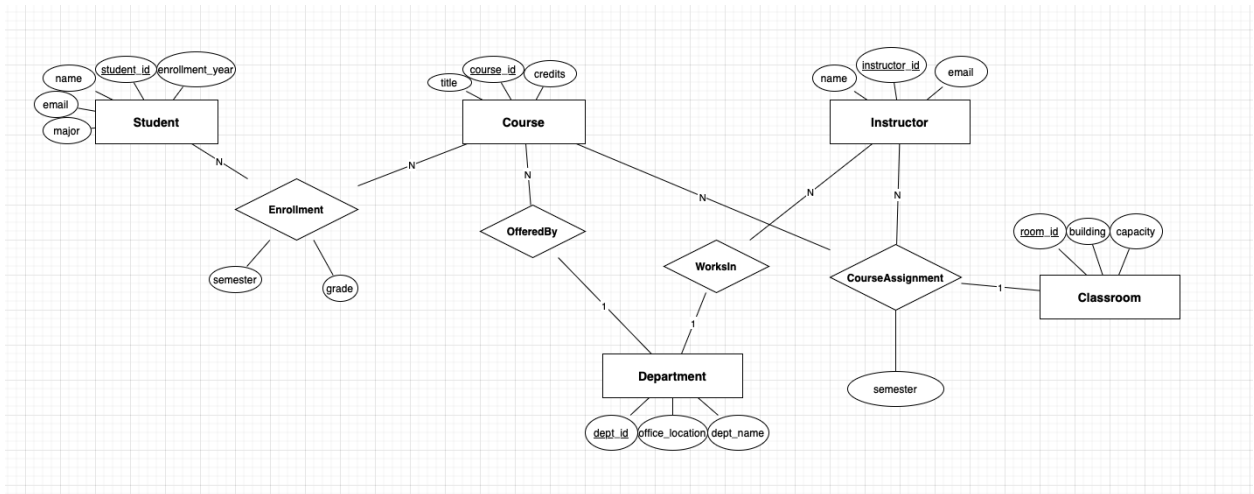 student_id
enrollment_year
name
email
major
Student
course_id
title
credits
Course
instructor_id
name
email
Instructor
N
N
N
N
N
N
Enrollment
OfferedBy
WorksIn
CourseAssignment
semester
grade
room_id
building
capacity
Classroom
1
1
1
Department
semester
dept_id
office_location
dept_name